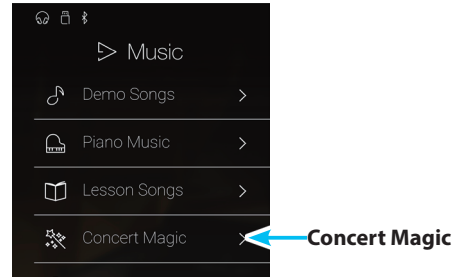 Music
Demo Songs
Piano Music
Lesson Songs
Concert Magic
Concert Magic